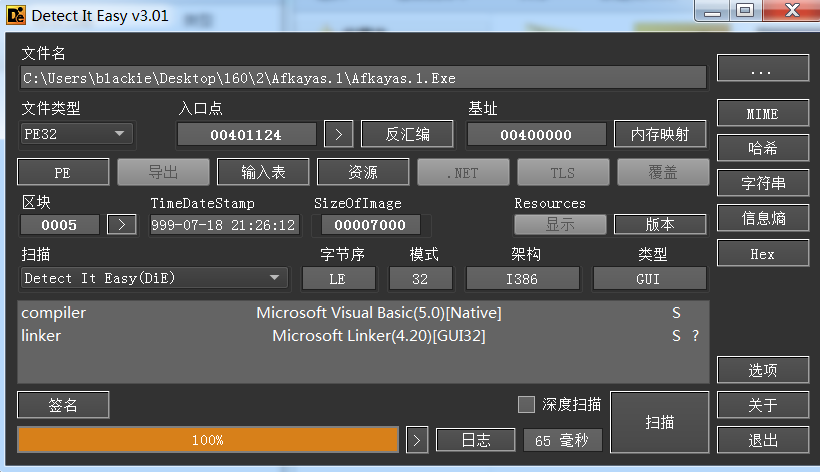 Detect It Easy v3.01
文件名
C:\Users\b1ackie\Desktop\160\2\Afkayas.1\Afkayas.1.Exe
...
文件类型 入口点 基址
PE32 00401124 > 反汇编 00400000 内存映射 MIME
PE 导出 输入表 资源 .NET TLS 覆盖 哈希
区块 TimeDateStamp SizeOfImage Resources 字符串
0005 > 999-07-18 21:26:12 00007000 显示 版本 信息熵
扫描 字节序 模式 架构 类型 Hex
Detect It Easy(DiE) LE 32 I386 GUI
compiler Microsoft Visual Basic(5.0)[Native] S
linker Microsoft Linker(4.20)[GUI32] S ?
选项
签名 深度扫描 扫描 关于
100% > 日志 65 毫秒 退出